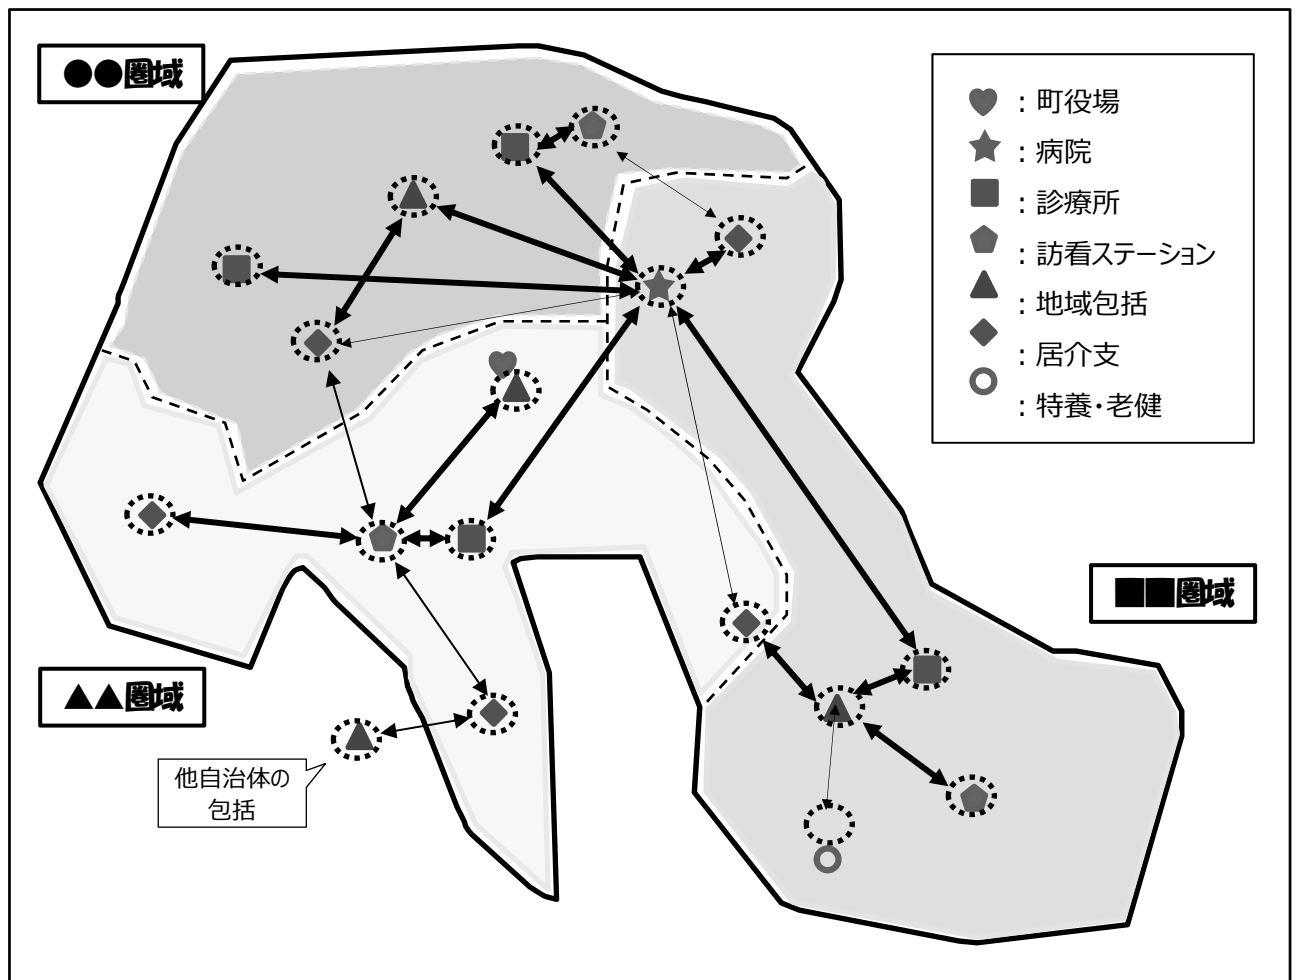 ●●圏域
：町役場
：病院
：診療所
：訪看ステーション
：地域包括
：居介支
：特養・老健
■■圏域
▲▲圏域
他自治体の
包括